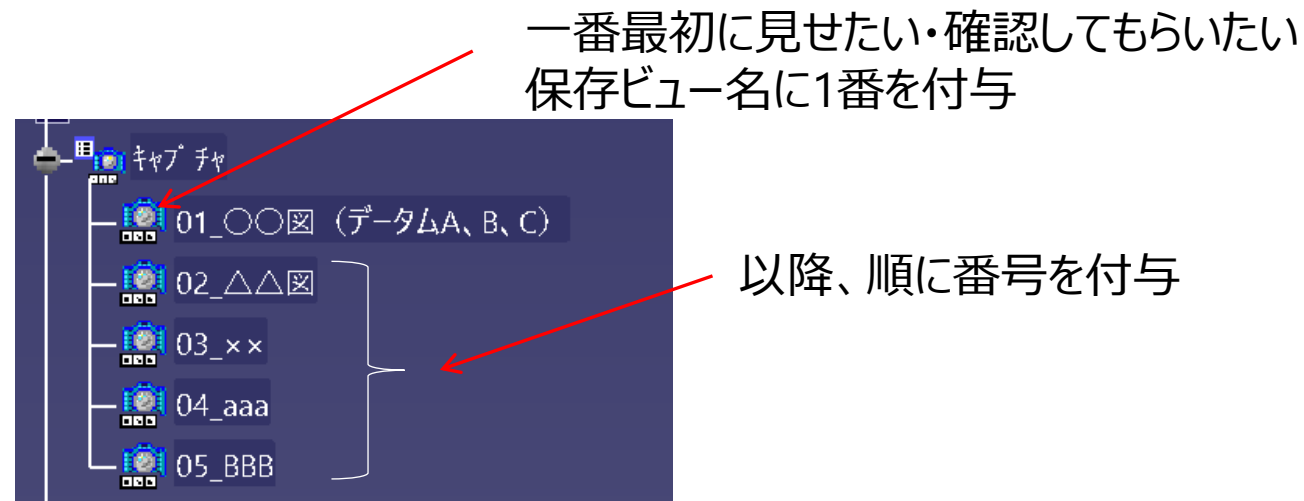 一番最初に見せたい・確認してもらいたい
保存ビュー名に1番を付与
ｷｬﾌﾟﾁｬ
01_○○図（データムA、B、C）
02_△△図
以降、順に番号を付与
03_××
04_aaa
05_BBB